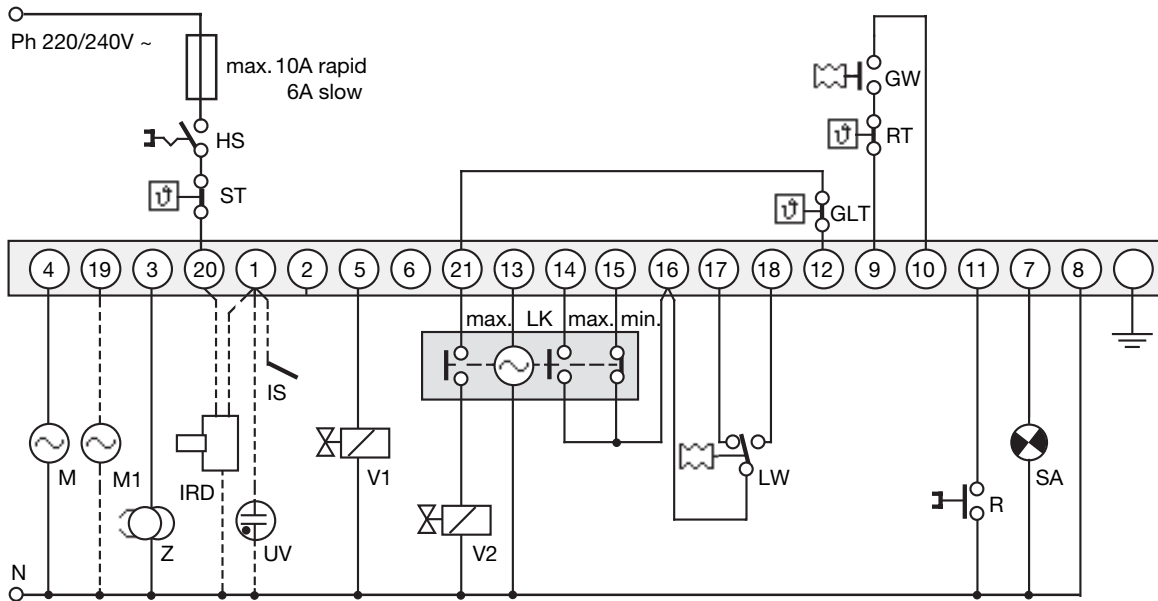 Ph 220/240V ~
max. 10A rapid
6A slow
HS
ST
GW
RT
GLT
4 19 3 20 1 2 5 6 21 13 14 15 16 17 18 12 9 10 11 7 8
max. LK max. min.
IS
M
M1
IRD
Z
UV
V1
V2
LW
R
SA
N